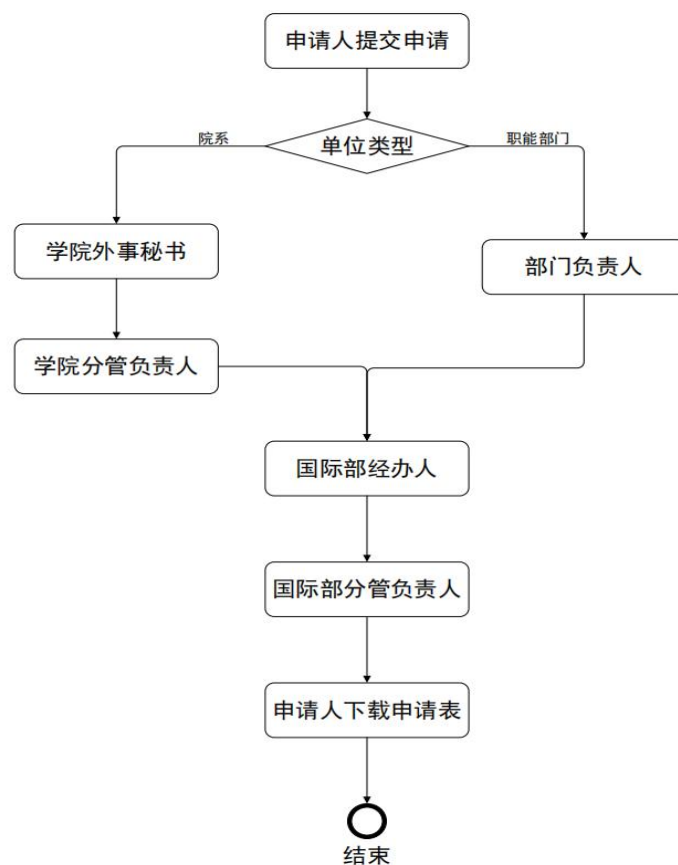 申请人提交申请
单位类型
院系
职能部门
学院外事秘书
部门负责人
学院分管负责人
国际部经办人
国际部分管负责人
申请人下载申请表
结束